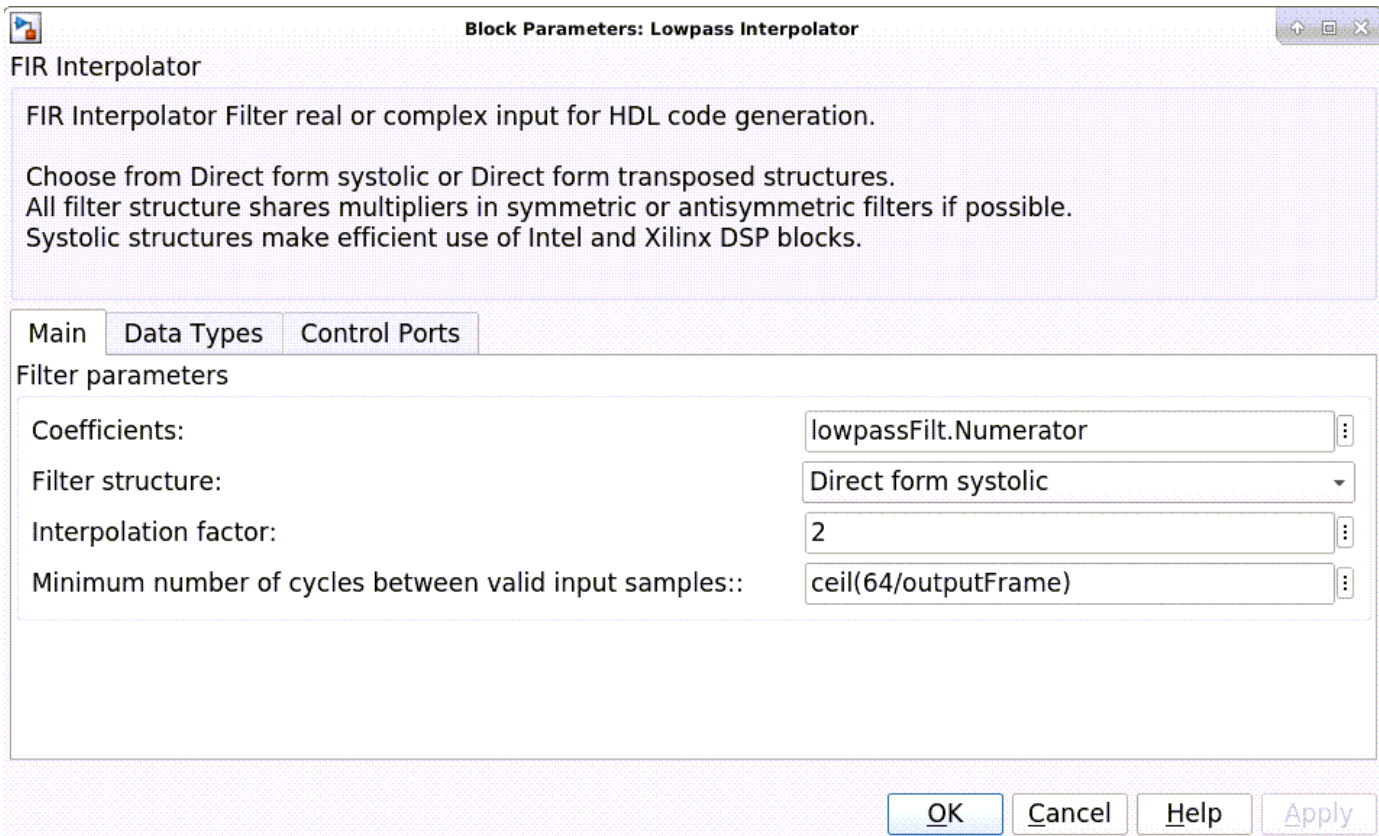 Block Parameters: Lowpass Interpolator
FIR Interpolator
FIR Interpolator Filter real or complex input for HDL code generation.
Choose from Direct form systolic or Direct form transposed structures.
All filter structure shares multipliers in symmetric or antisymmetric filters if possible.
Systolic structures make efficient use of Intel and Xilinx DSP blocks.
Main Data Types Control Ports
Filter parameters
Coefficients: lowpassFilt.Numerator
Filter structure: Direct form systolic
Interpolation factor: 2
Minimum number of cycles between valid input samples:: ceil(64/outputFrame)
OK Cancel Help Apply